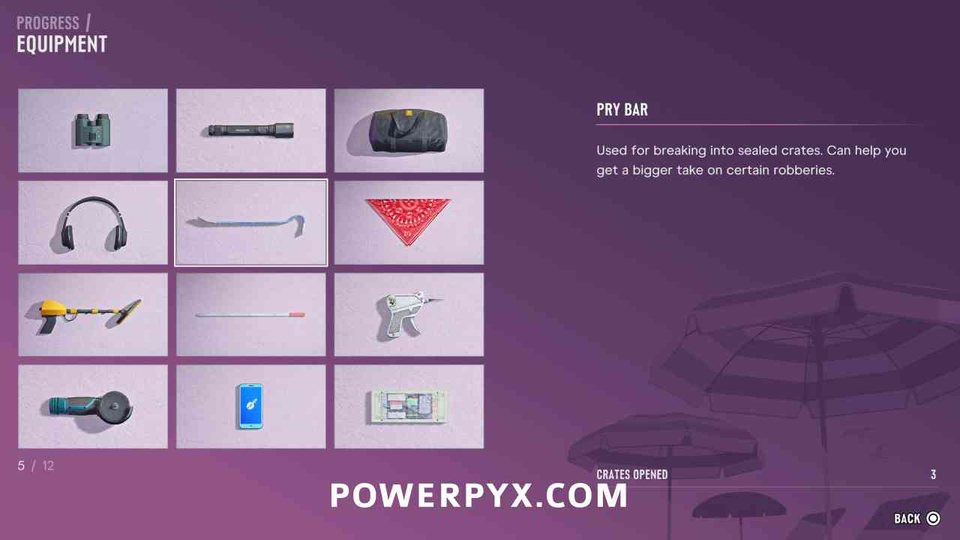 PROGRESS /
EQUIPMENT
PRY BAR
Used for breaking into sealed crates. Can help you
get a bigger take on certain robberies.
5 / 12
CRATES OPENED 3
POWERPYX.COM
BACK